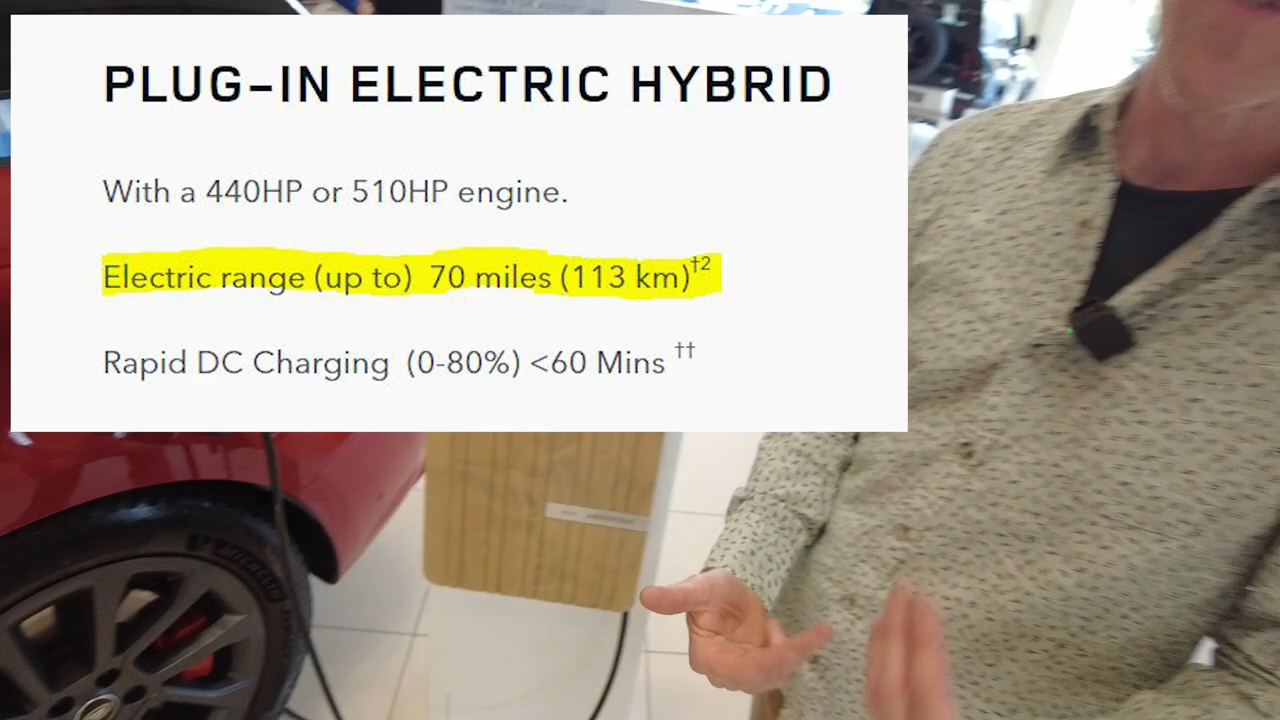 PLUG-IN ELECTRIC HYBRID
With a 440HP or 510HP engine.
Electric range (up to) 70 miles (113 km)†2
Rapid DC Charging (0-80%) <60 Mins ††
MICHELIN